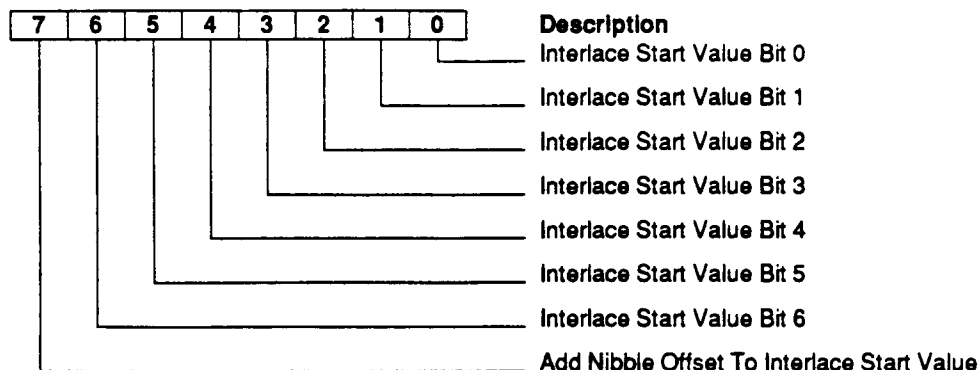 7 6 5 4 3 2 1 0 Description
Interlace Start Value Bit 0
Interlace Start Value Bit 1
Interlace Start Value Bit 2
Interlace Start Value Bit 3
Interlace Start Value Bit 4
Interlace Start Value Bit 5
Interlace Start Value Bit 6
Add Nibble Offset To Interlace Start Value